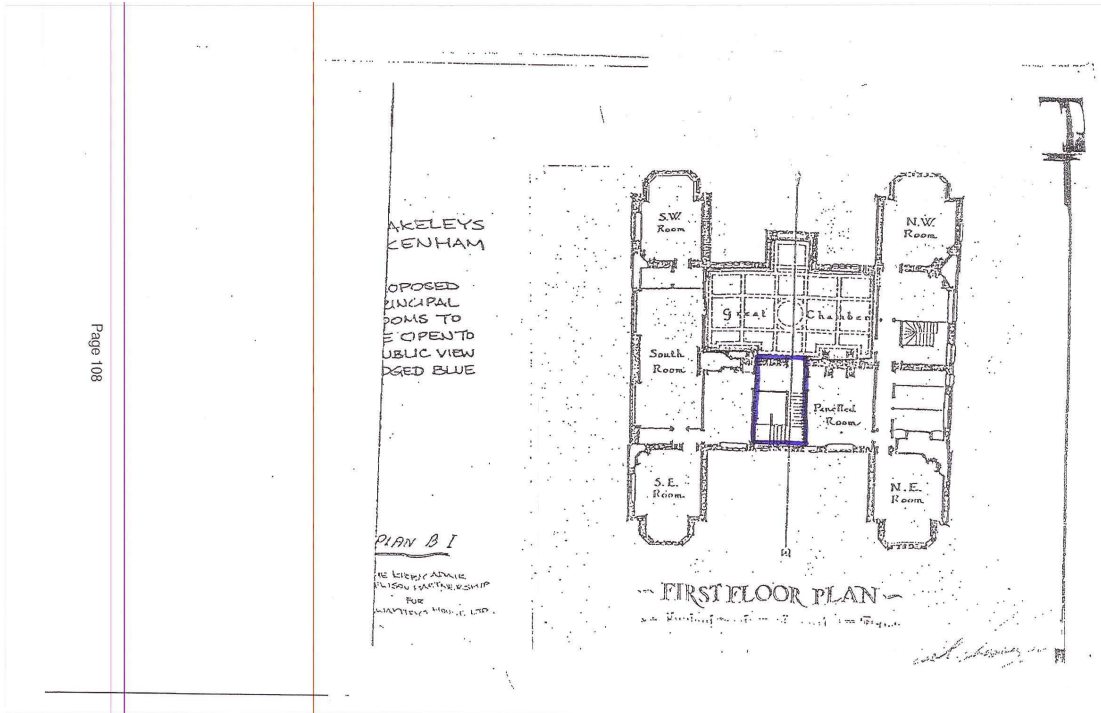 AKELEYS
KENHAM
OPOSED
INCIPAL
OOMS TO
E OPEN TO
UBLIC VIEW
DGED BLUE
PLAN B I
FOR
Page 108
S.W.
Room
N.W.
Room
Great Chamber
South
Room
Panelled
Room
S.E.
Room
N.E.
Room
FIRST FLOOR PLAN